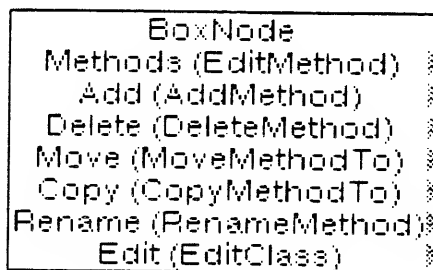 BoxNode
Methods (EditMethod)
Add (AddMethod)
Delete (DeleteMethod)
Move (MoveMethodTo)
Copy (CopyMethodTo)
Rename (RenameMethod)
Edit (EditClass)